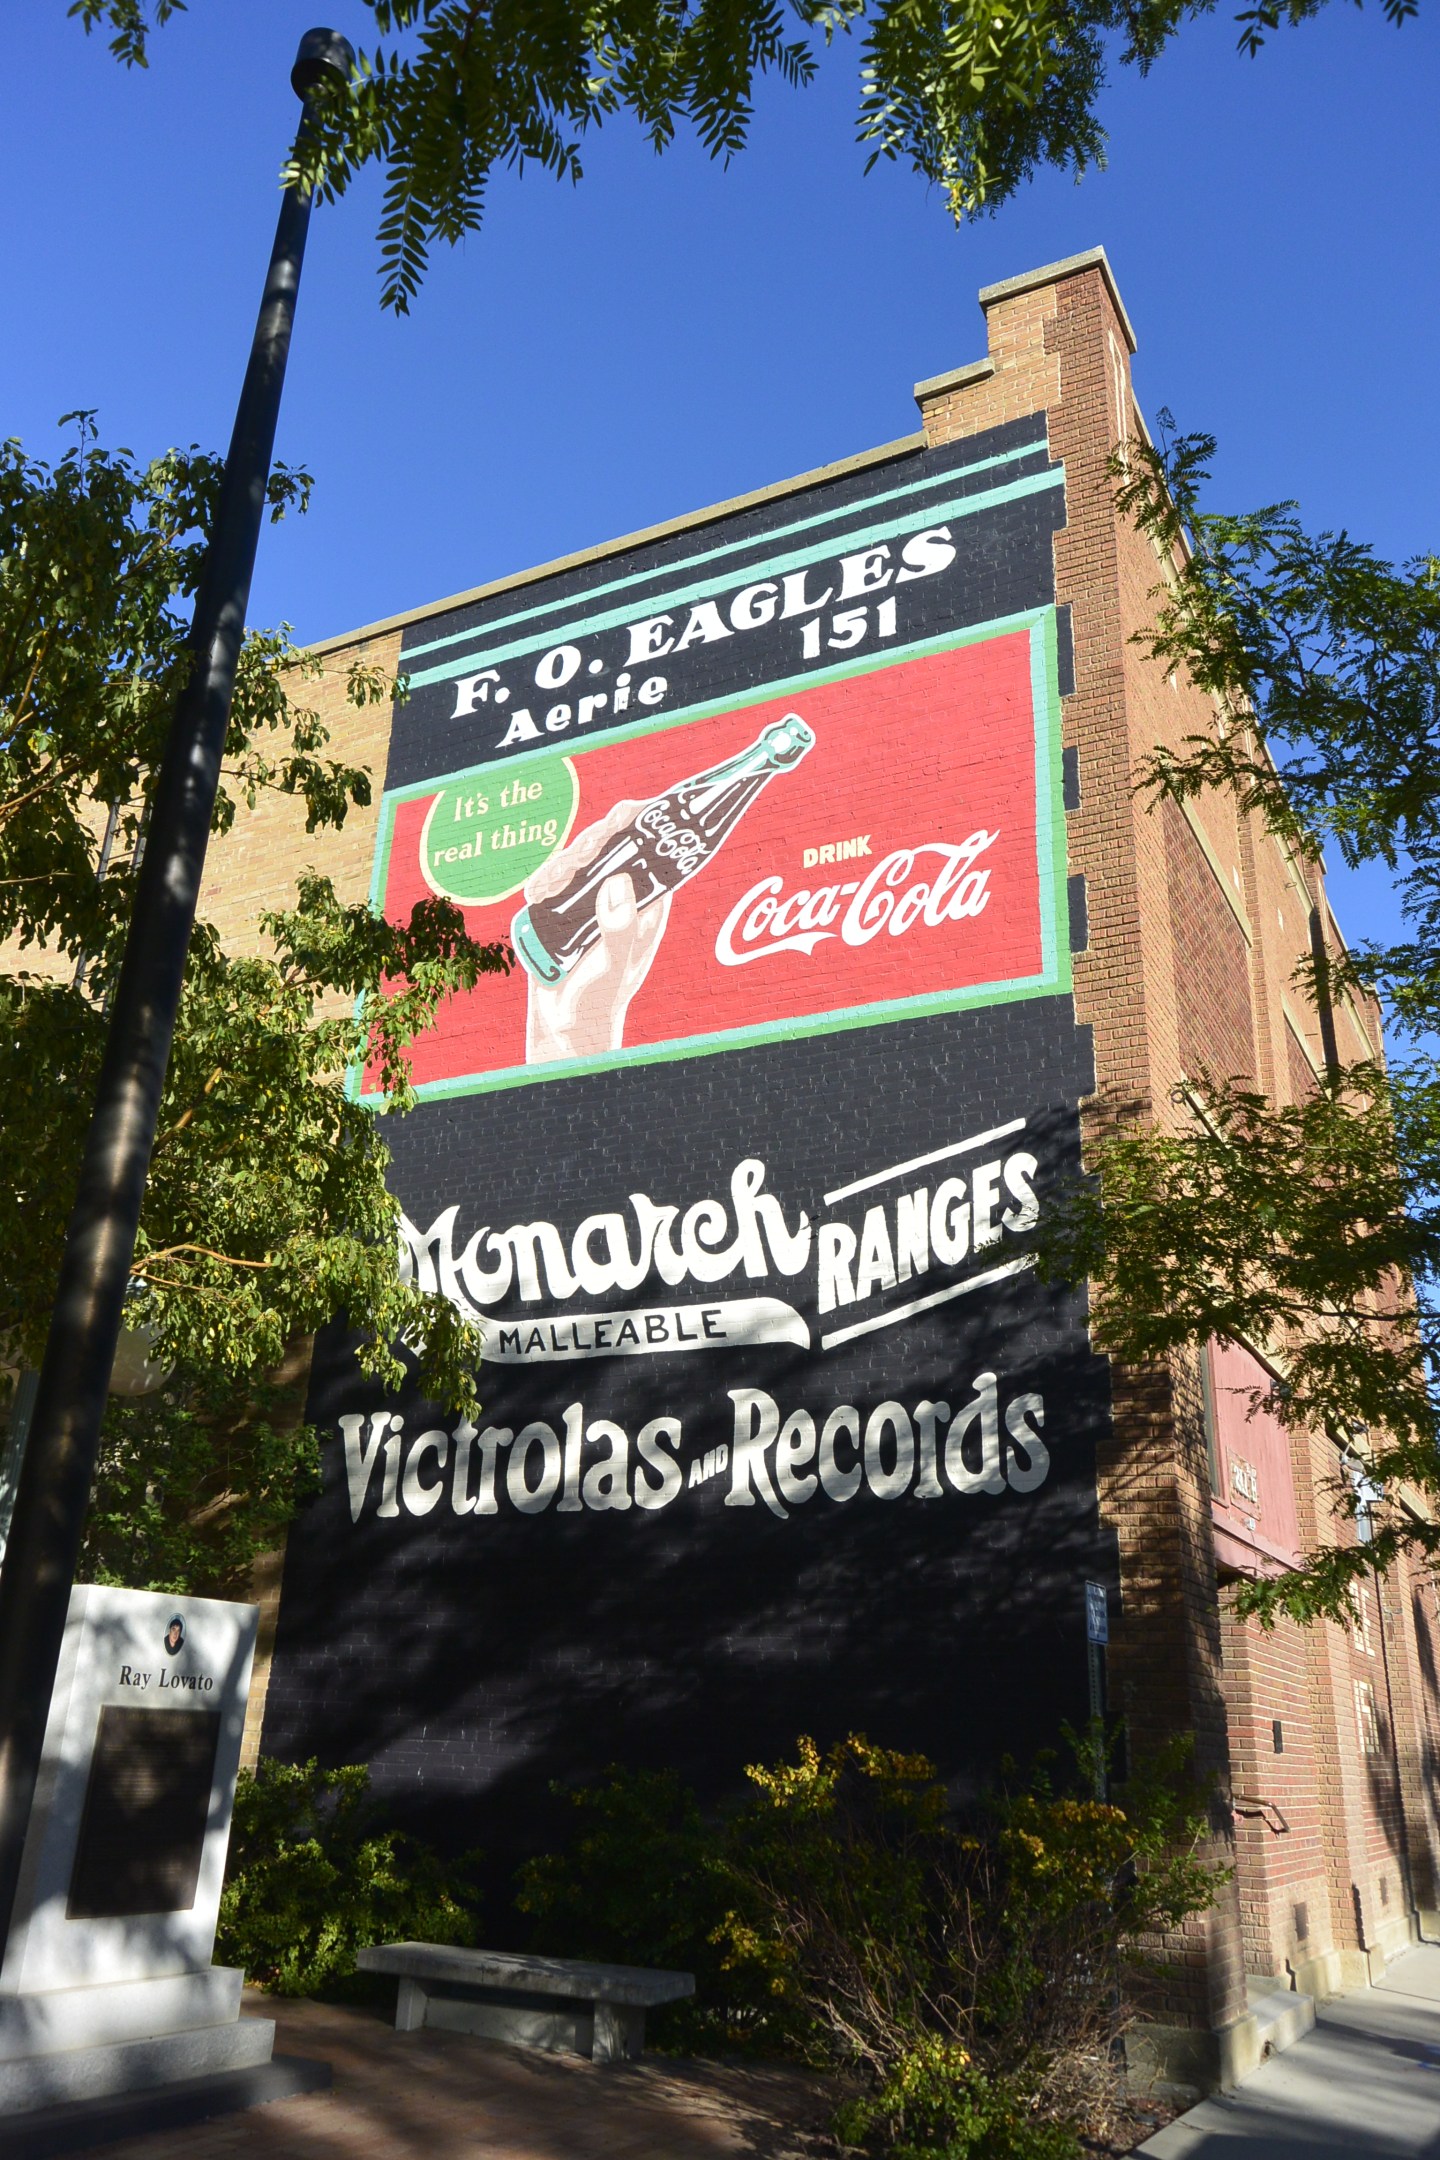 F. O. EAGLES
Aerie 151
It's the
real thing
Coca-Cola
DRINK
Coca-Cola
Monarch RANGES
MALLEABLE
Victrolas AND Records
Ray Lovato